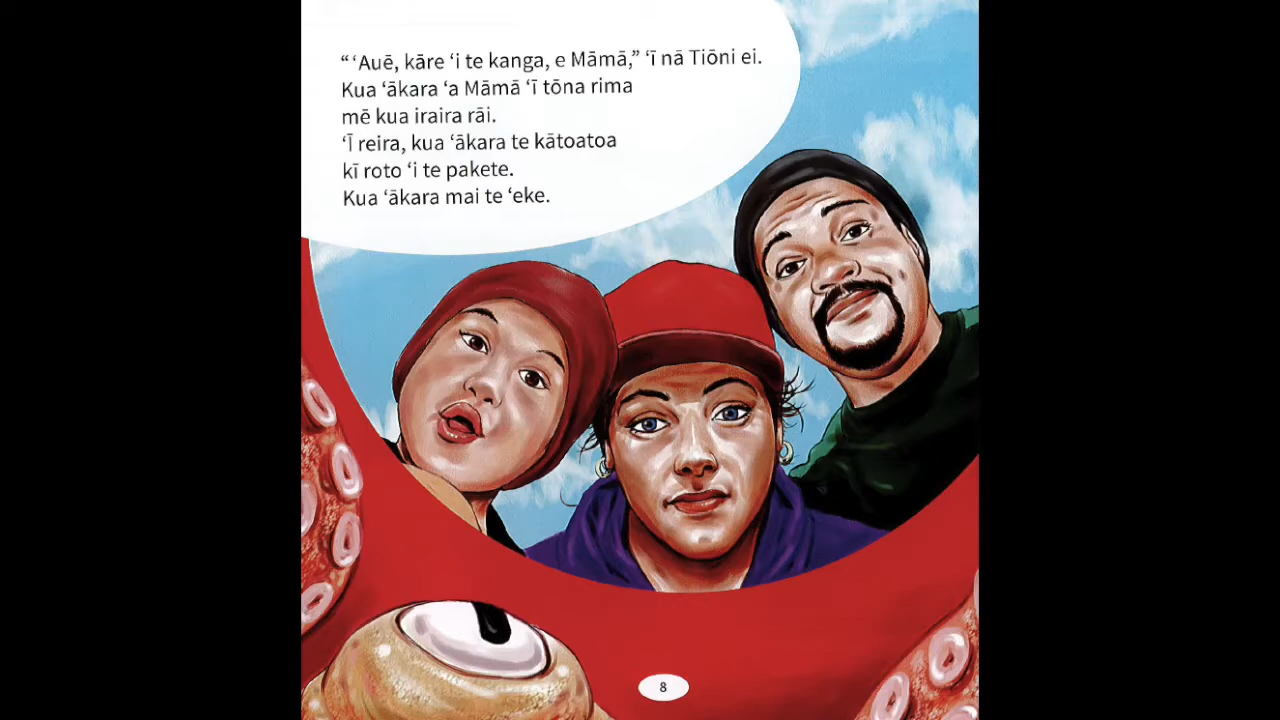 “ ‘Auē, kāre ‘i te kanga, e Māmā,” ‘ī nā Tiōni ei.
Kua ‘ākara ‘a Māmā ‘ī tōna rima
mē kua iraira rāi.
‘Ī reira, kua ‘ākara te kātoatoa
kī roto ‘i te pakete.
Kua ‘ākara mai te ‘eke.
8